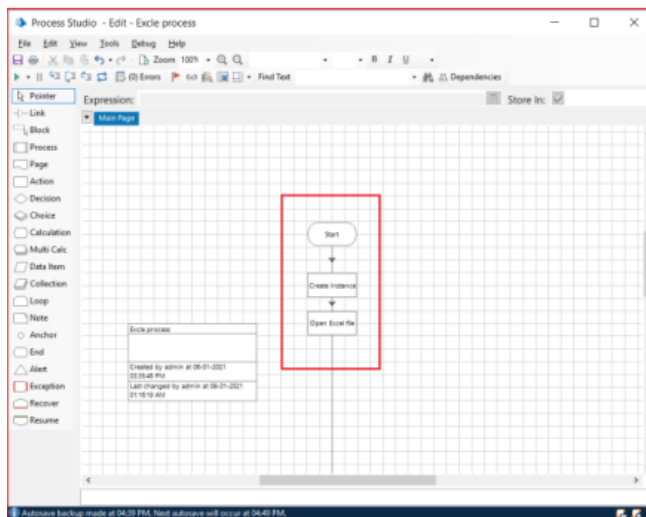 Process Studio - Edit - Excle process
File Edit View Tools Debug Help
Zoom 100% B I U
(0) Errors Find Text Dependencies
Pointer
Expression: Store In:
Link
Main Page
Block
Process
Page
Action
Decision
Choice
Calculation
Multi Calc
Data Item
Collection
Loop
Note
Anchor
End
Alert
Exception
Recover
Resume
Start
Create Instance
Open Excel file
Excle process
Created by admin at 06-01-2021
03:35:48 PM
Last changed by admin at 06-01-2021
01:16:19 AM
Autosave backup made at 04:39 PM. Next autosave will occur at 04:49 PM.